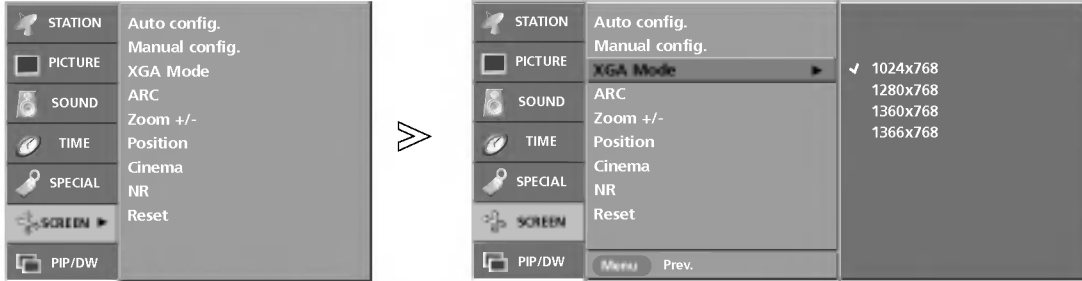 STATION
PICTURE
SOUND
TIME
SPECIAL
SCREEN
PIP/DW
Auto config.
Manual config.
XGA Mode
ARC
Zoom +/-
Position
Cinema
NR
Reset
STATION
PICTURE
SOUND
TIME
SPECIAL
SCREEN
PIP/DW
Auto config.
Manual config.
XGA Mode
ARC
Zoom +/-
Position
Cinema
NR
Reset
Menu Prev.
1024x768
1280x768
1360x768
1366x768